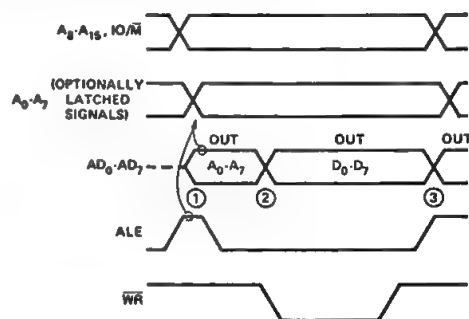 A8-A15, IO/M̅
(OPTIONALLY
A0-A7 LATCHED
SIGNALS)
OUT OUT OUT
AD0-AD7 A0-A7 D0-D7
① ② ③
ALE
W̅R̅